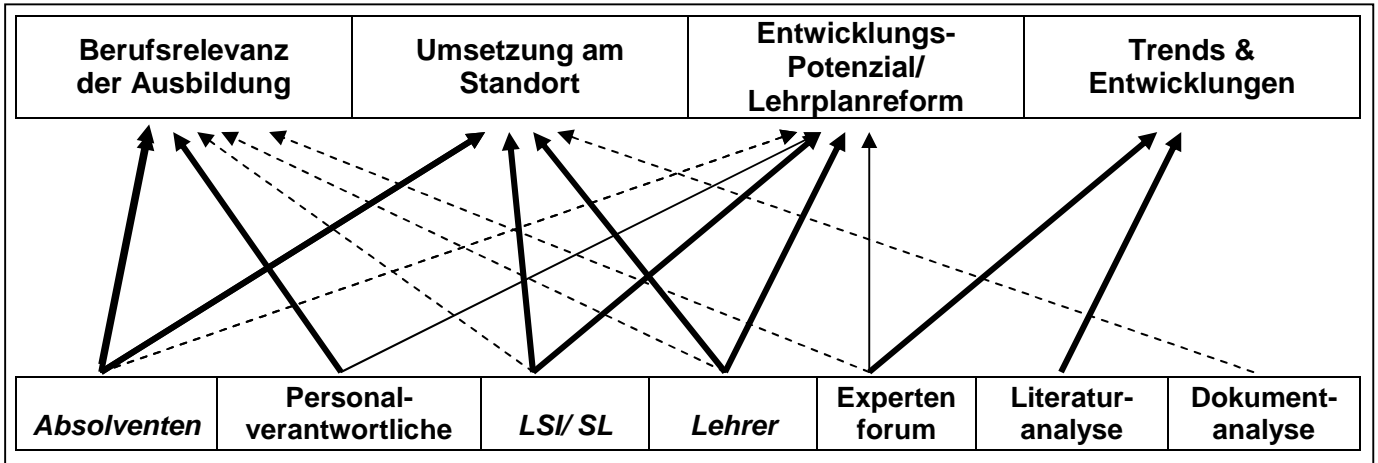 Berufsrelevanz
der Ausbildung
Umsetzung am
Standort
Entwicklungs-
Potenzial/
Lehrplanreform
Trends &
Entwicklungen
Absolventen
Personal-
verantwortliche
LSI/ SL
Lehrer
Experten
forum
Literatur-
analyse
Dokument-
analyse